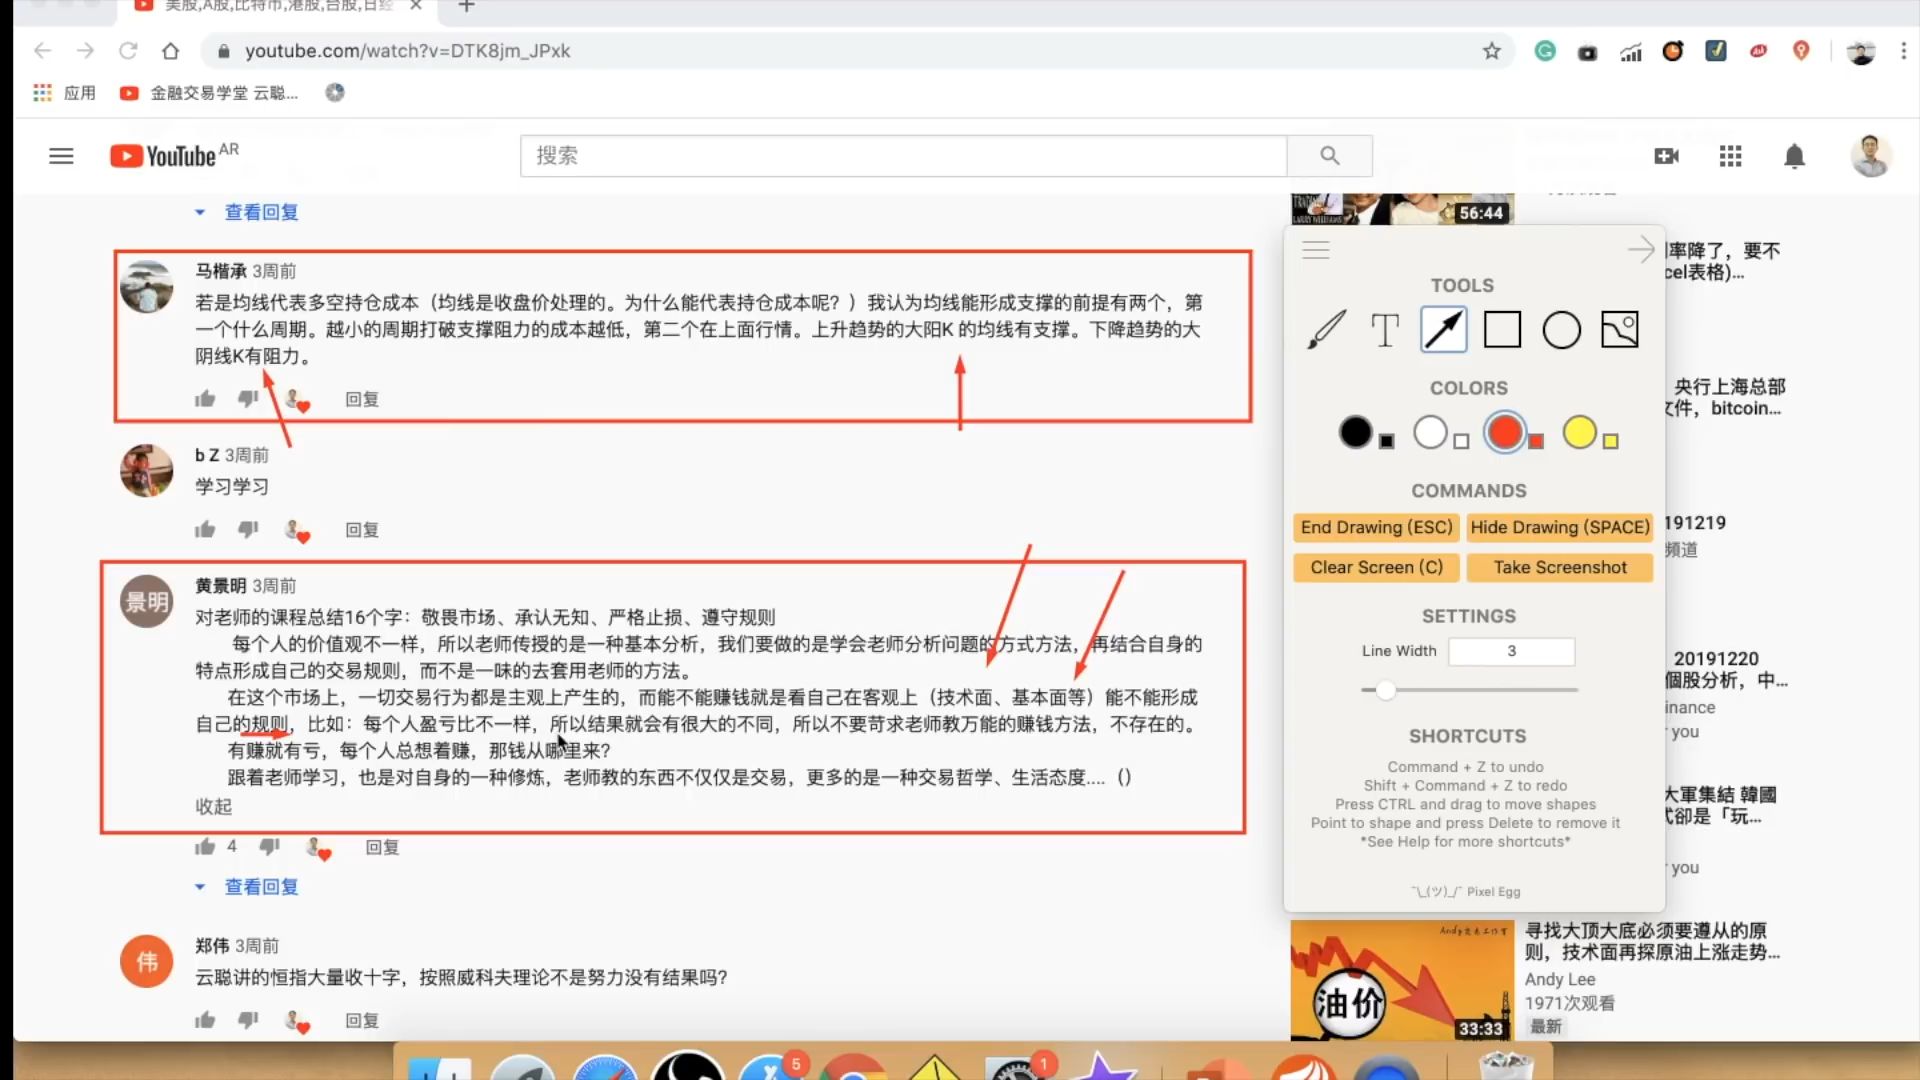 美股,A股,比特币,港股,台股,日经
youtube.com/watch?v=DTK8jm_JPxk
应用
金融交易学堂 云聪...
YouTube AR
搜索
查看回复
马楷承 3周前
若是均线代表多空持仓成本（均线是收盘价处理的。为什么能代表持仓成本呢？）我认为均线能形成支撑的前提有两个，第
一个什么周期。越小的周期打破支撑阻力的成本越低，第二个在上面行情。上升趋势的大阳K 的均线有支撑。下降趋势的大
阴线K有阻力。
回复
b Z 3周前
学习学习
回复
景明
黄景明 3周前
对老师的课程总结16个字：敬畏市场、承认无知、严格止损、遵守规则
每个人的价值观不一样，所以老师传授的是一种基本分析，我们要做的是学会老师分析问题的方式方法，再结合自身的
特点形成自己的交易规则，而不是一味的去套用老师的方法。
在这个市场上，一切交易行为都是主观上产生的，而能不能赚钱就是看自己在客观上（技术面、基本面等）能不能形成
自己的规则，比如：每个人盈亏比不一样，所以结果就会有很大的不同，所以不要苛求老师教万能的赚钱方法，不存在的。
有赚就有亏，每个人总想着赚，那钱从哪里来？
跟着老师学习，也是对自身的一种修炼，老师教的东西不仅仅是交易，更多的是一种交易哲学、生活态度....（）
收起
4
回复
查看回复
伟
郑伟 3周前
云聪讲的恒指大量收十字，按照威科夫理论不是努力没有结果吗？
回复
56:44
TOOLS
T
COLORS
COMMANDS
End Drawing (ESC)
Hide Drawing (SPACE)
Clear Screen (C)
Take Screenshot
SETTINGS
Line Width
3
SHORTCUTS
Command + Z to undo
Shift + Command + Z to redo
Press CTRL and drag to move shapes
Point to shape and press Delete to remove it
*See Help for more shortcuts*
¯\_(ツ)_/¯ Pixel Egg
率降了，要不
cel表格)...
央行上海总部
文件，bitcoin...
191219
頻道
20191220
個股分析，中...
inance
you
大軍集結 韓國
式卻是「玩...
you
油价
33:33
寻找大顶大底必须要遵从的原
则，技术面再探原油上涨走势...
Andy Lee
1971次观看
最新
5
1